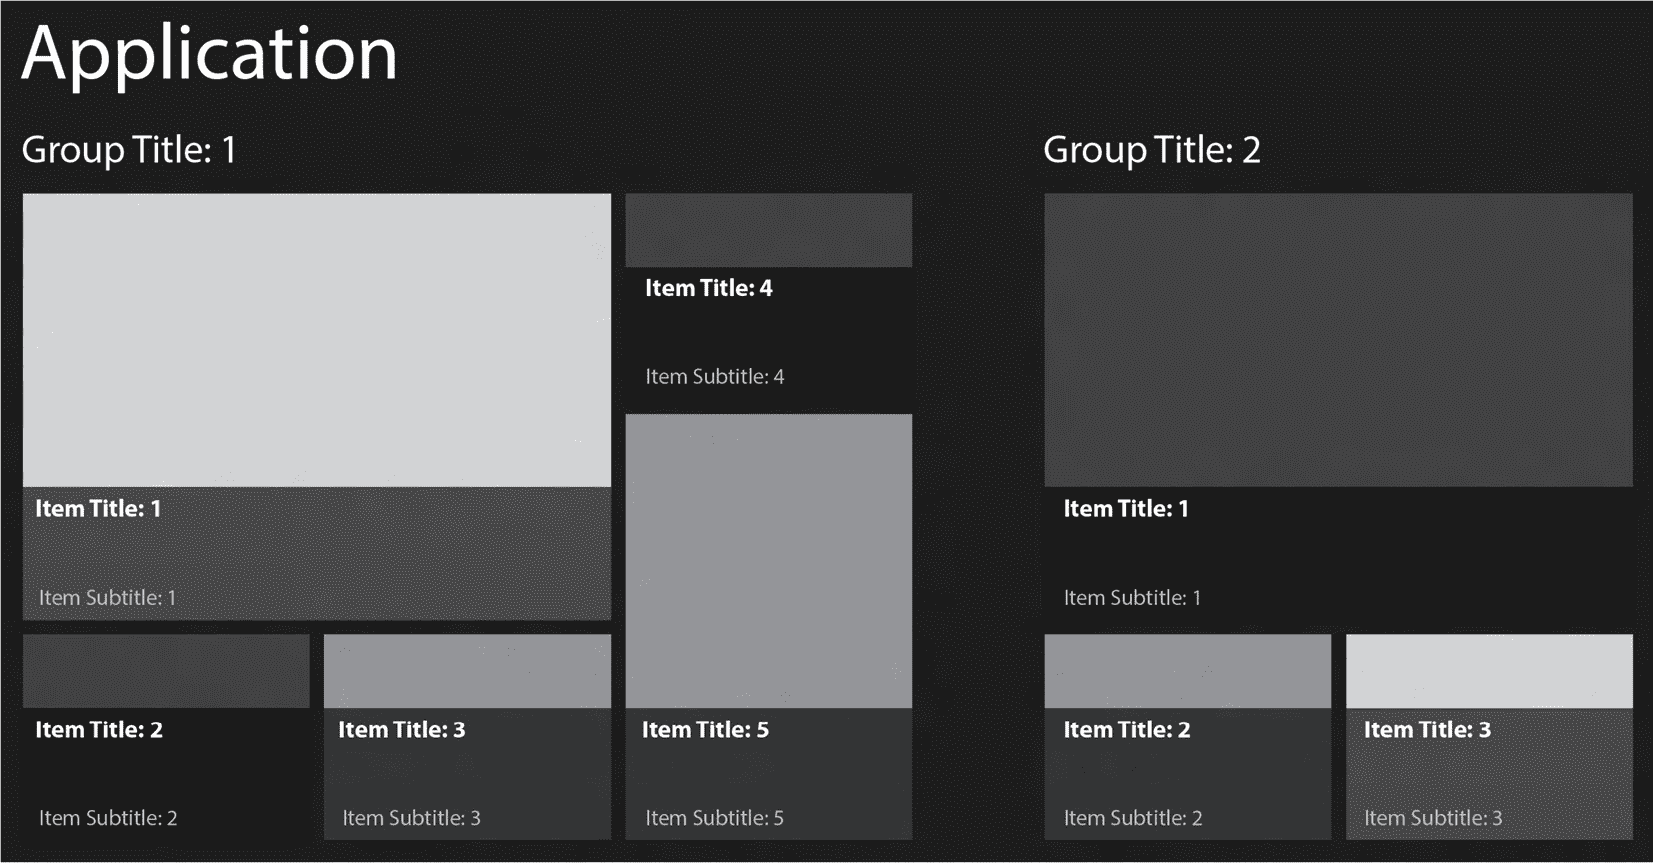 Application
Group Title: 1
Item Title: 1
Item Subtitle: 1
Item Title: 2
Item Subtitle: 2
Item Title: 3
Item Subtitle: 3
Item Title: 4
Item Subtitle: 4
Item Title: 5
Item Subtitle: 5
Group Title: 2
Item Title: 1
Item Subtitle: 1
Item Title: 2
Item Subtitle: 2
Item Title: 3
Item Subtitle: 3